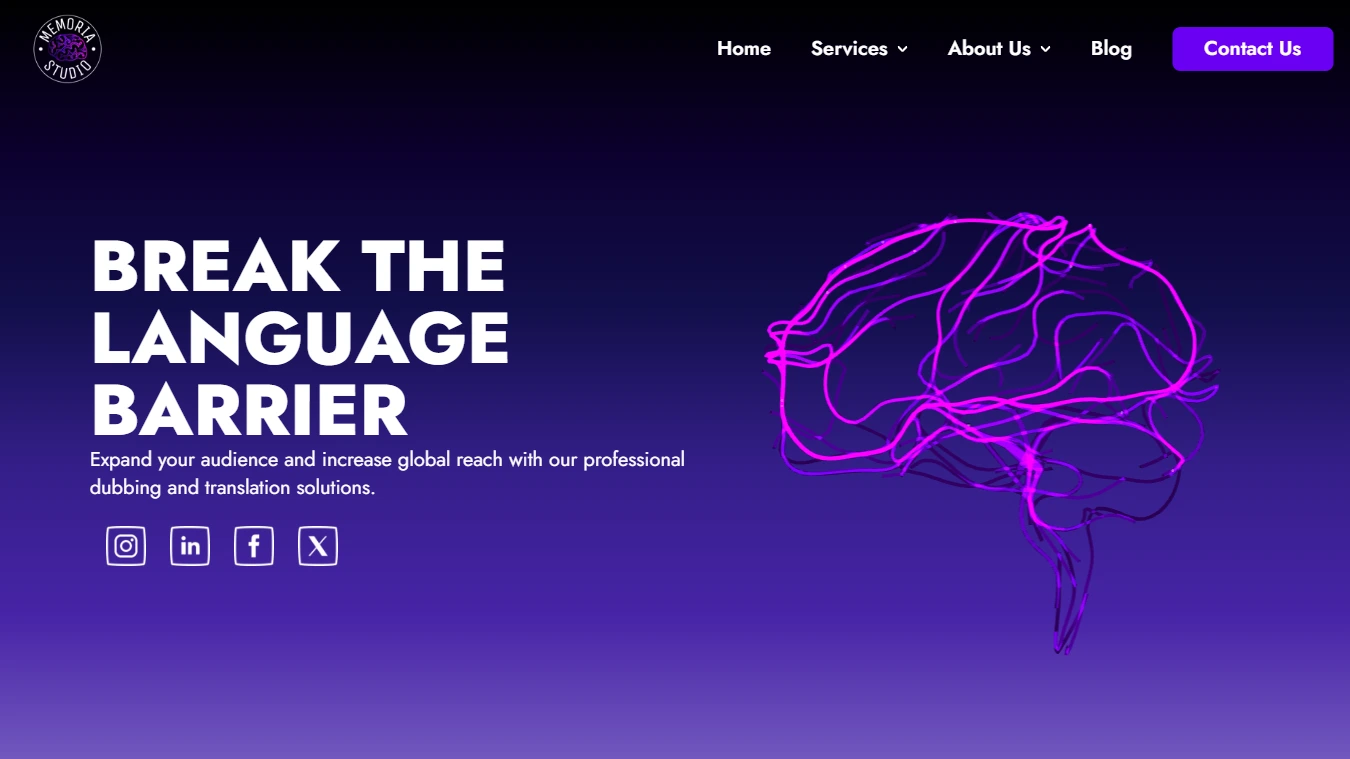 MEMORIA
STUDIO
Home
Services
About Us
Blog
Contact Us
BREAK THE
LANGUAGE
BARRIER
Expand your audience and increase global reach with our professional
dubbing and translation solutions.
in
f
X